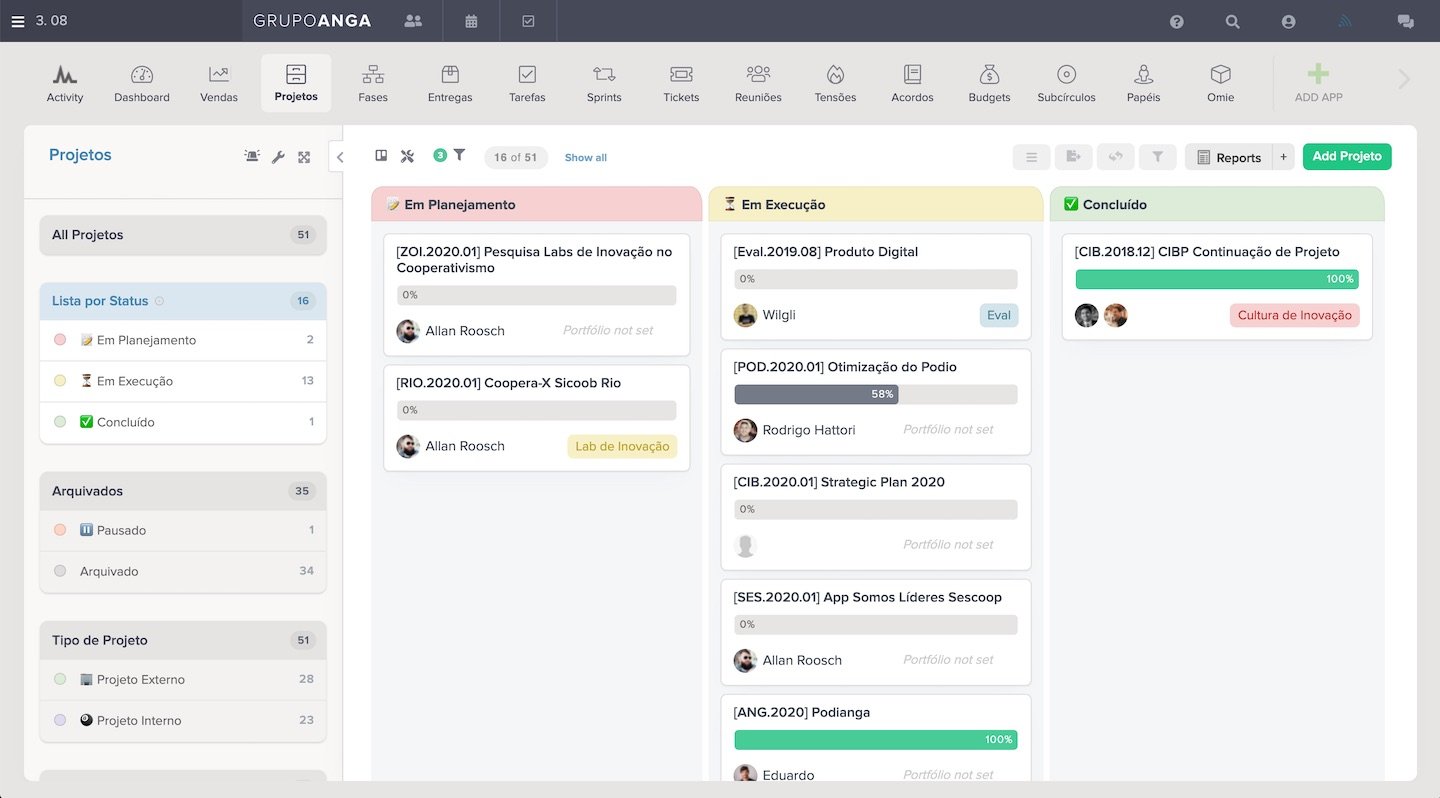 3. 08
GRUPOANGA
Activity
Dashboard
Vendas
Projetos
Fases
Entregas
Tarefas
Sprints
Tickets
Reuniões
Tensões
Acordos
Budgets
Subcírculos
Papéis
Omie
ADD APP
Projetos
3
16 of 51
Show all
Reports
+
Add Projeto
All Projetos 51
Lista por Status 16
Em Planejamento 2
Em Execução 13
Concluído 1
Arquivados 35
Pausado 1
Arquivado 34
Tipo de Projeto 51
Projeto Externo 28
Projeto Interno 23
Em Planejamento
[ZOI.2020.01] Pesquisa Labs de Inovação no
Cooperativismo
0%
Allan Roosch Portfólio not set
[RIO.2020.01] Coopera-X Sicoob Rio
0%
Allan Roosch Lab de Inovação
Em Execução
[Eval.2019.08] Produto Digital
0%
Wilgli Eval
[POD.2020.01] Otimização do Podio
58%
Rodrigo Hattori Portfólio not set
[CIB.2020.01] Strategic Plan 2020
0%
Portfólio not set
[SES.2020.01] App Somos Líderes Sescoop
0%
Allan Roosch Portfólio not set
[ANG.2020] Podianga
100%
Eduardo Portfólio not set
Concluído
[CIB.2018.12] CIBP Continuação de Projeto
100%
Cultura de Inovação